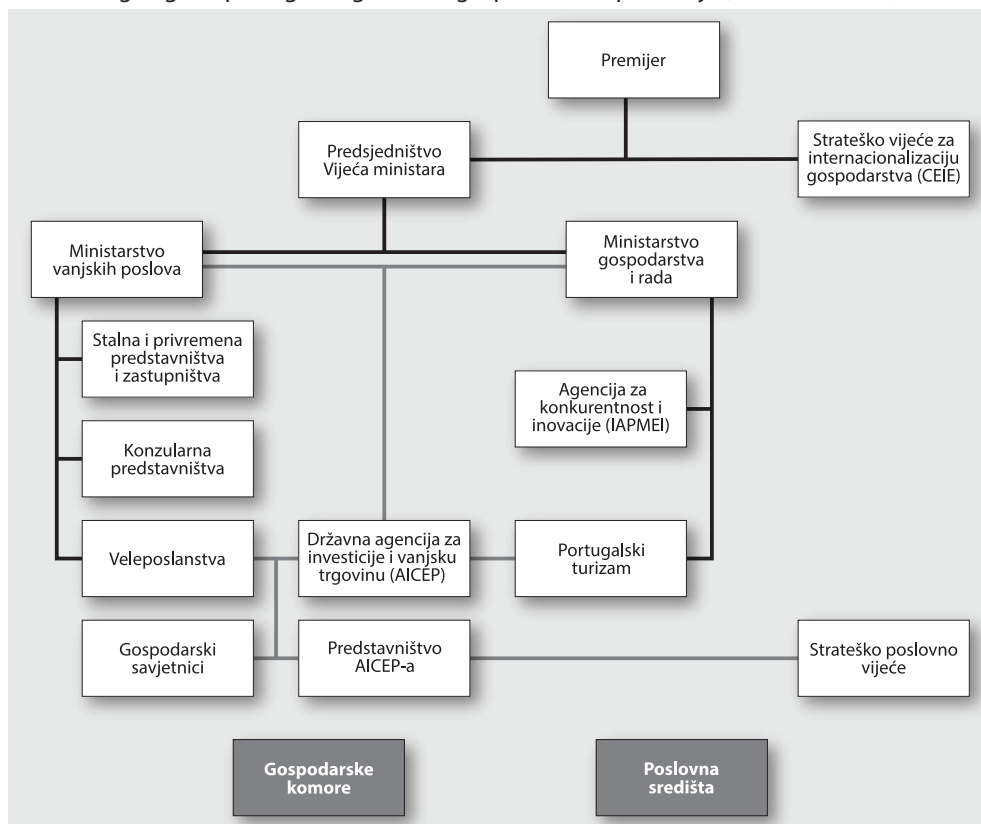 Premijer
Predsjedništvo
Vijeća ministara
Strateško vijeće za
internacionalizaciju
gospodarstva (CEIE)
Ministarstvo
vanjskih poslova
Ministarstvo
gospodarstva
i rada
Stalna i privremena
predstavništva
i zastupništva
Agencija za
konkurentnost i
inovacije (IAPMEI)
Konzularna
predstavništva
Veleposlanstva
Državna agencija za
investicije i vanjsku
trgovinu (AICEP)
Portugalski
turizam
Gospodarski
savjetnici
Predstavništvo
AICEP-a
Strateško poslovno
vijeće
Gospodarske
komore
Poslovna
središta